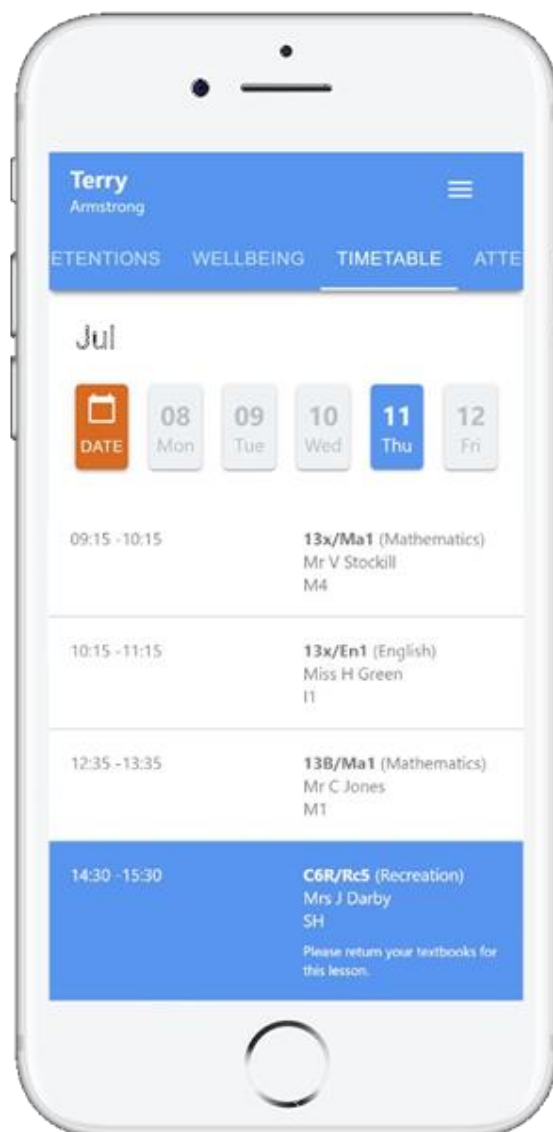 Terry
Armstrong
ETENTIONS WELLBEING TIMETABLE ATTE
Jul
DATE 08 Mon 09 Tue 10 Wed 11 Thu 12 Fri
09:15 -10:15 13x/Ma1 (Mathematics)
Mr V Stockill
M4
10:15 -11:15 13x/En1 (English)
Miss H Green
I1
12:35 -13:35 13B/Ma1 (Mathematics)
Mr C Jones
M1
14:30 -15:30 C6R/Rc5 (Recreation)
Mrs J Darby
SH
Please return your textbooks for
this lesson.